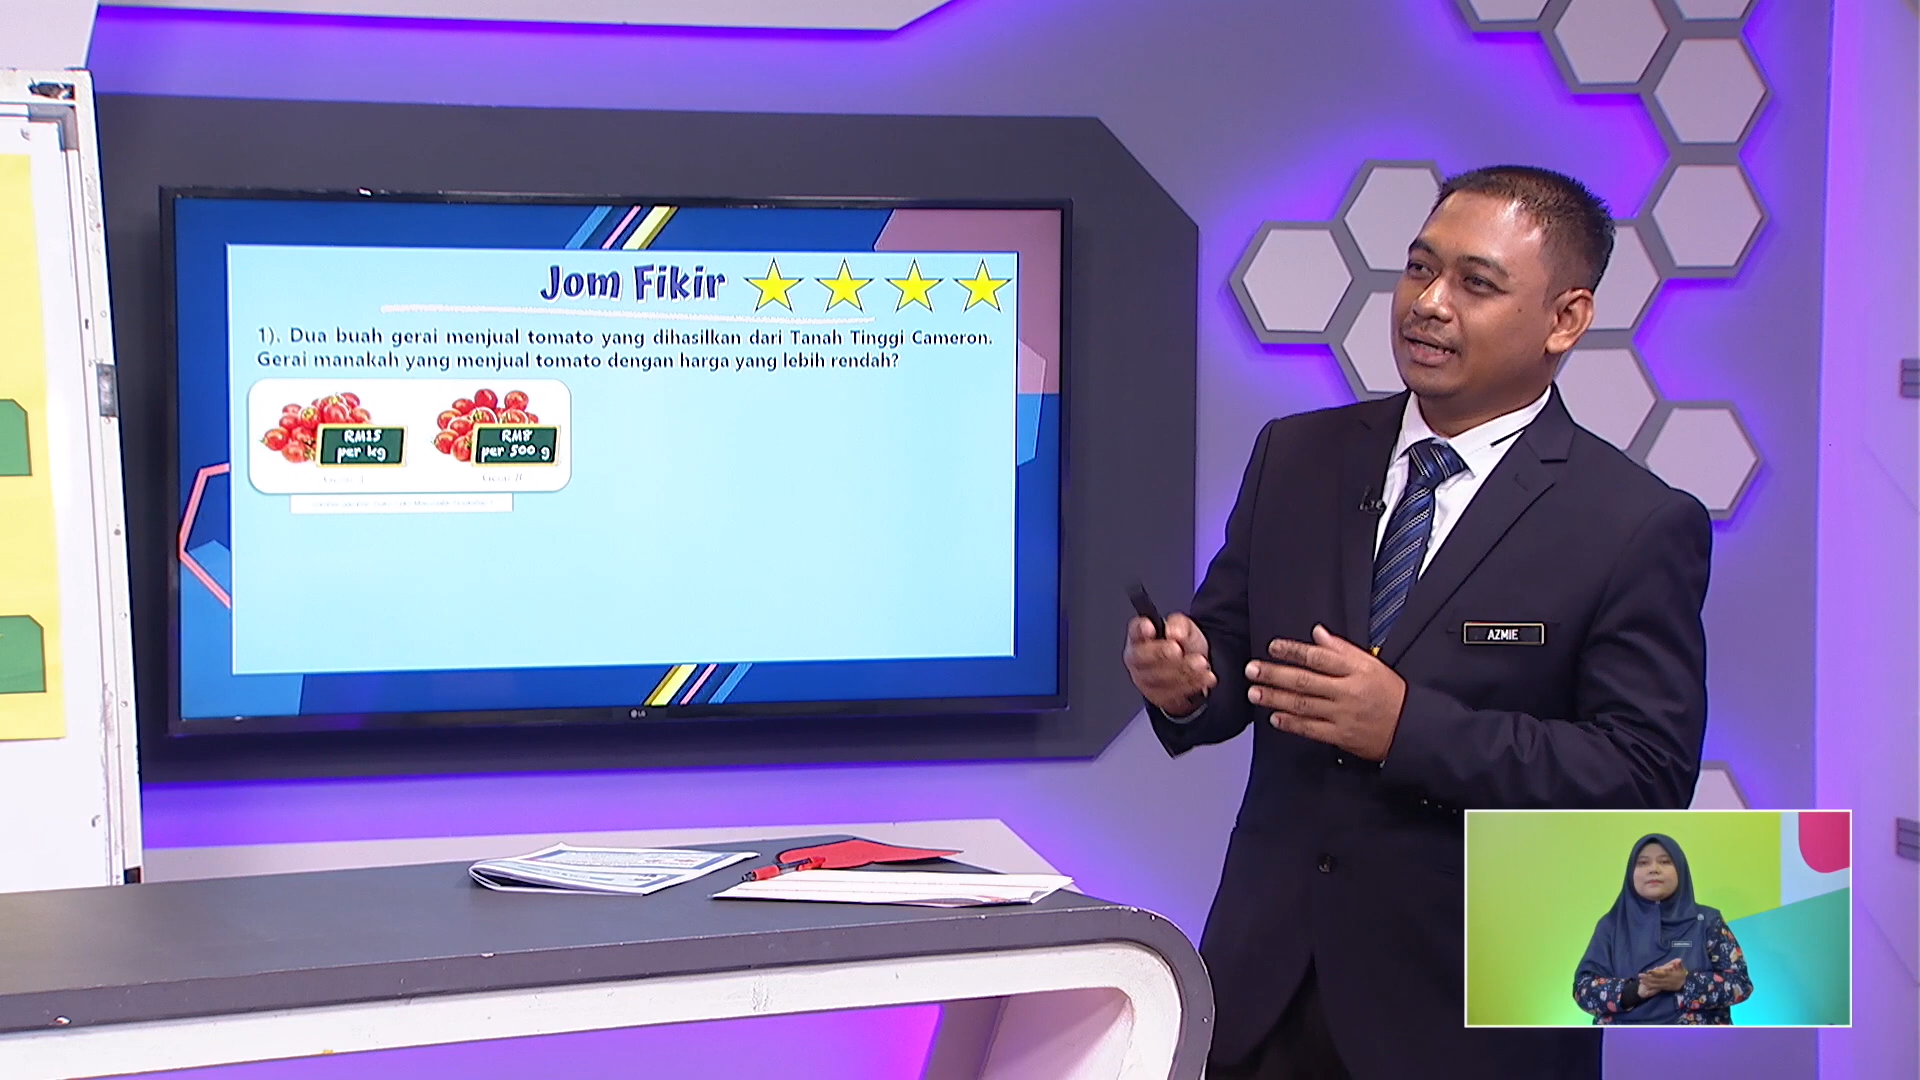 Jom Fikir
1). Dua buah gerai menjual tomato yang dihasilkan dari Tanah Tinggi Cameron.
Gerai manakah yang menjual tomato dengan harga yang lebih rendah?
RM15
per kg
RM8
per 500 g
LG
AZMIE